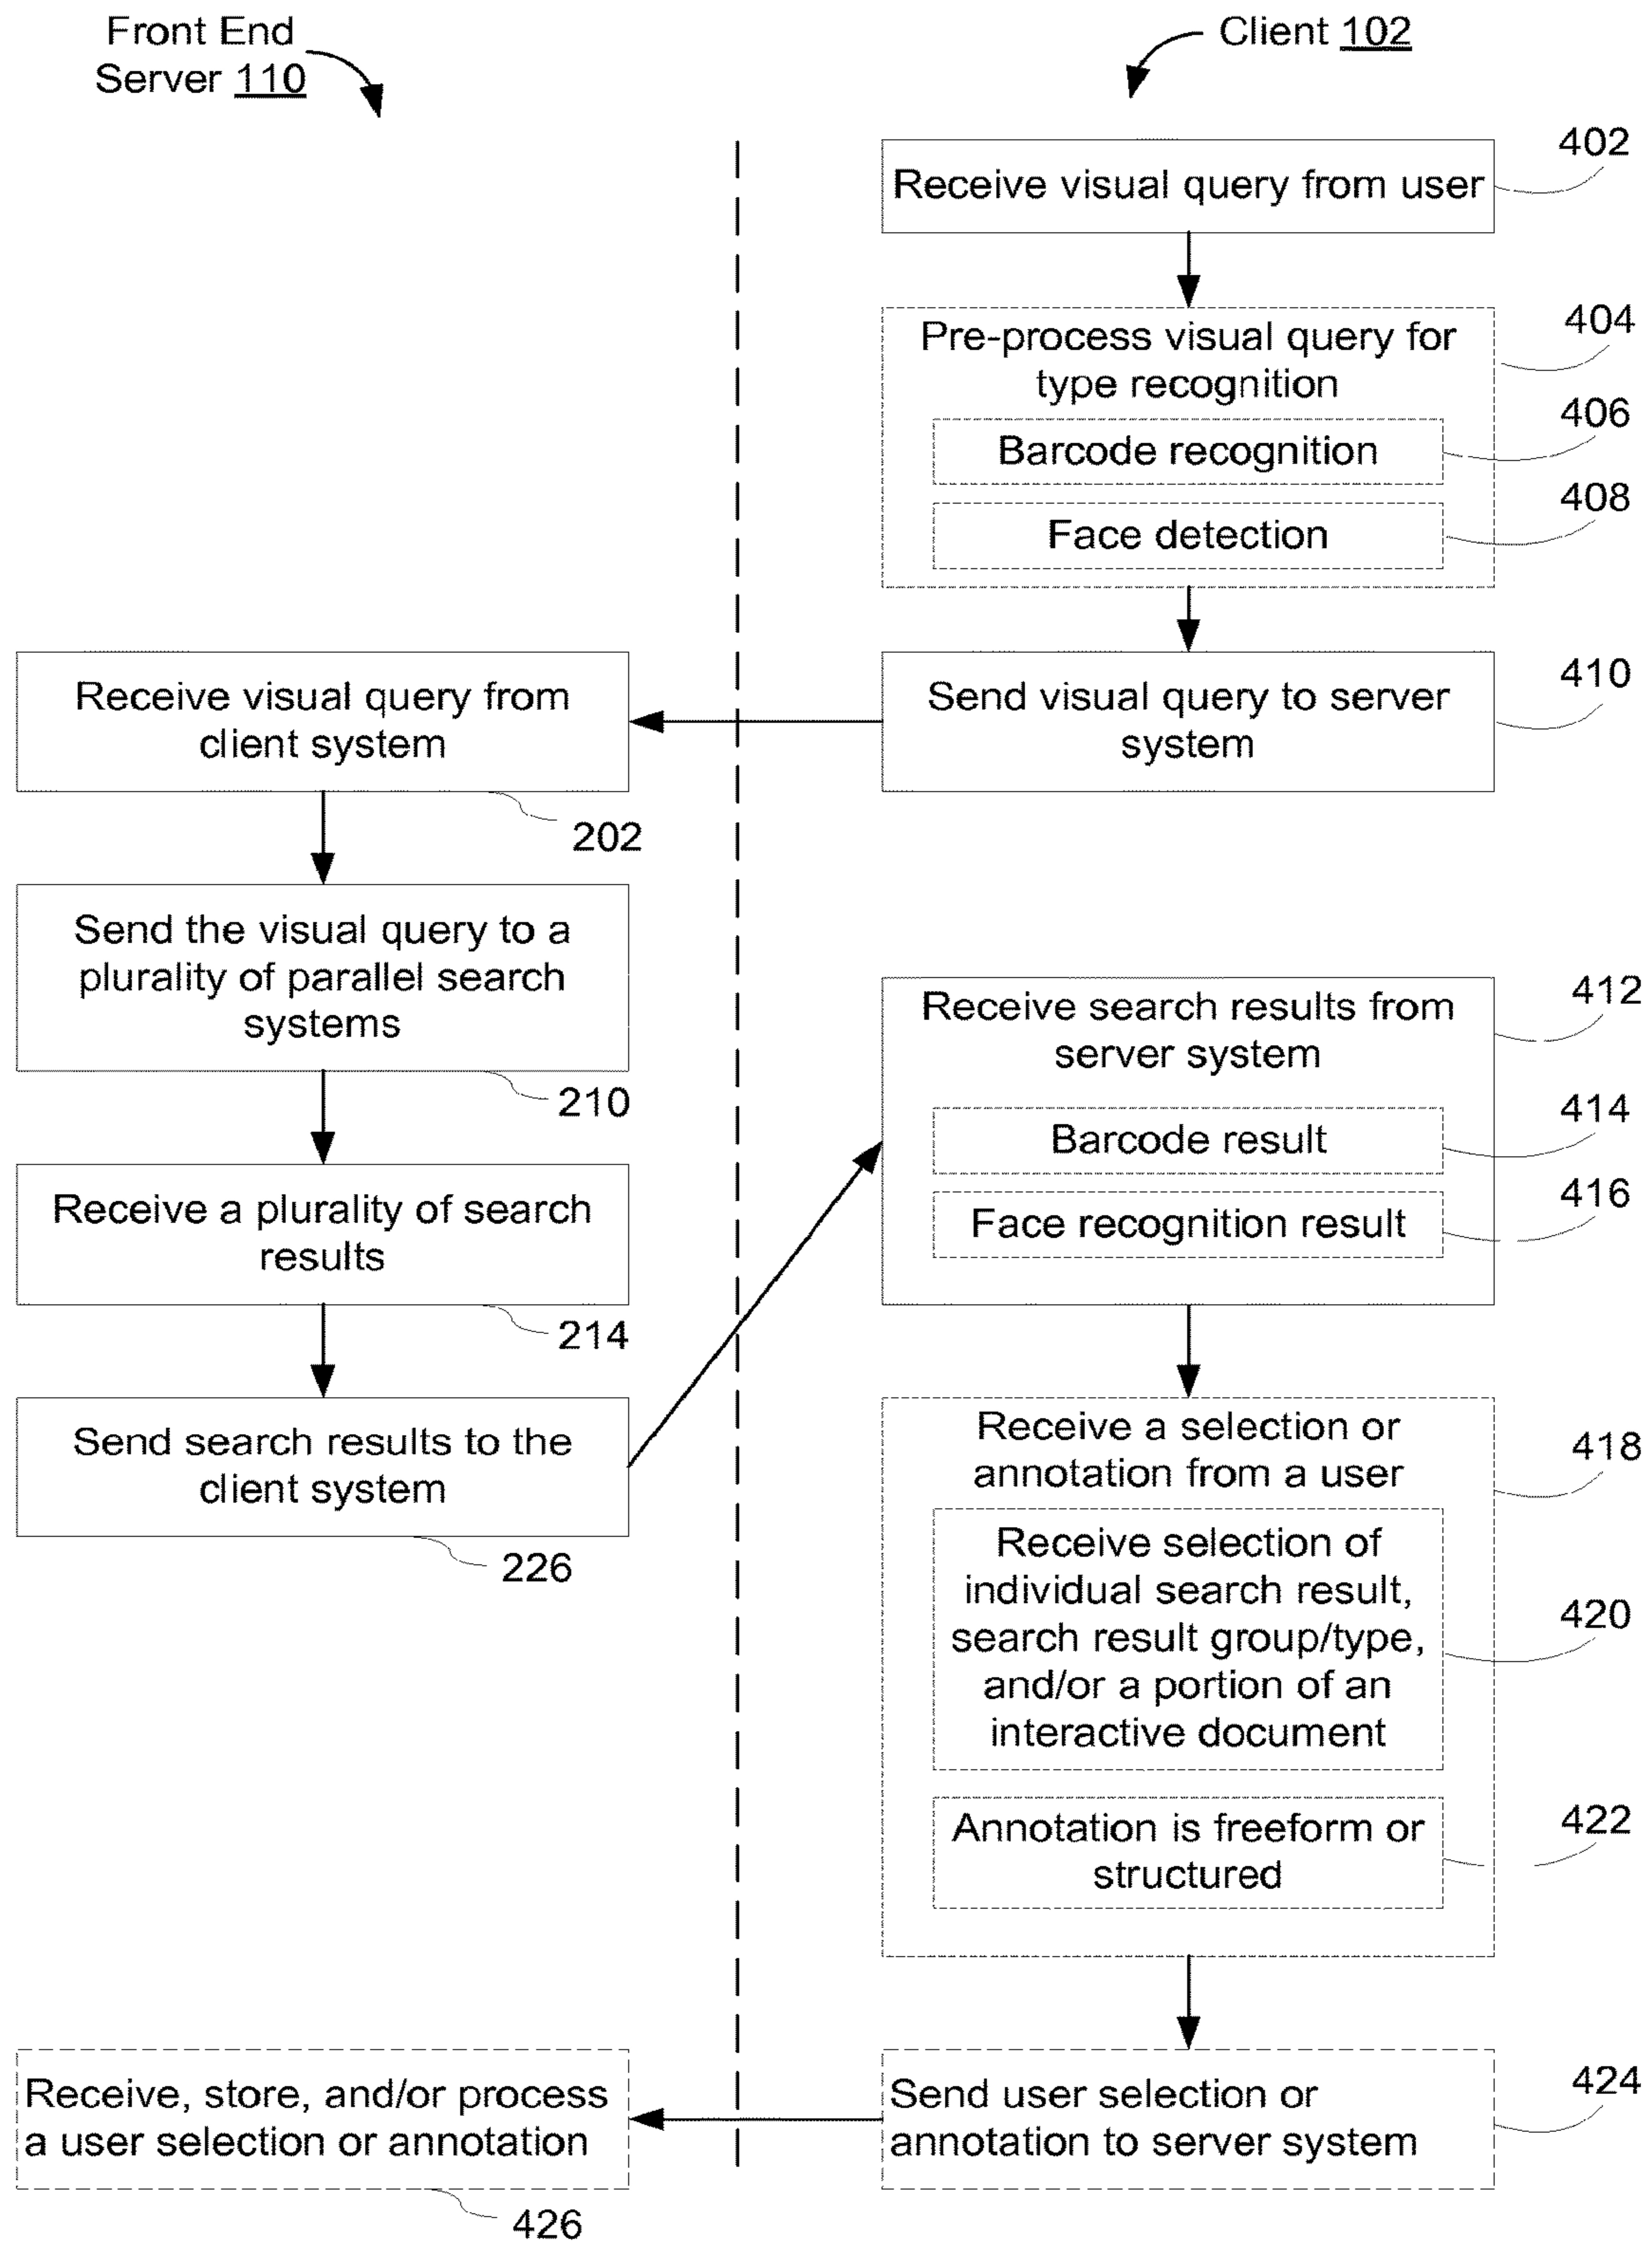 Front End
Server 110
Client 102
402
Receive visual query from user
Pre-process visual query for
type recognition
404
Barcode recognition
406
Face detection
408
Receive visual query from
client system
202
Send visual query to server
system
410
Send the visual query to a
plurality of parallel search
systems
210
Receive a plurality of search
results
214
Send search results to the
client system
226
Receive search results from
server system
412
Barcode result
414
Face recognition result
416
Receive a selection or
annotation from a user
418
Receive selection of
individual search result,
search result group/type,
and/or a portion of an
interactive document
420
Annotation is freeform or
structured
422
Send user selection or
annotation to server system
424
Receive, store, and/or process
a user selection or annotation
426